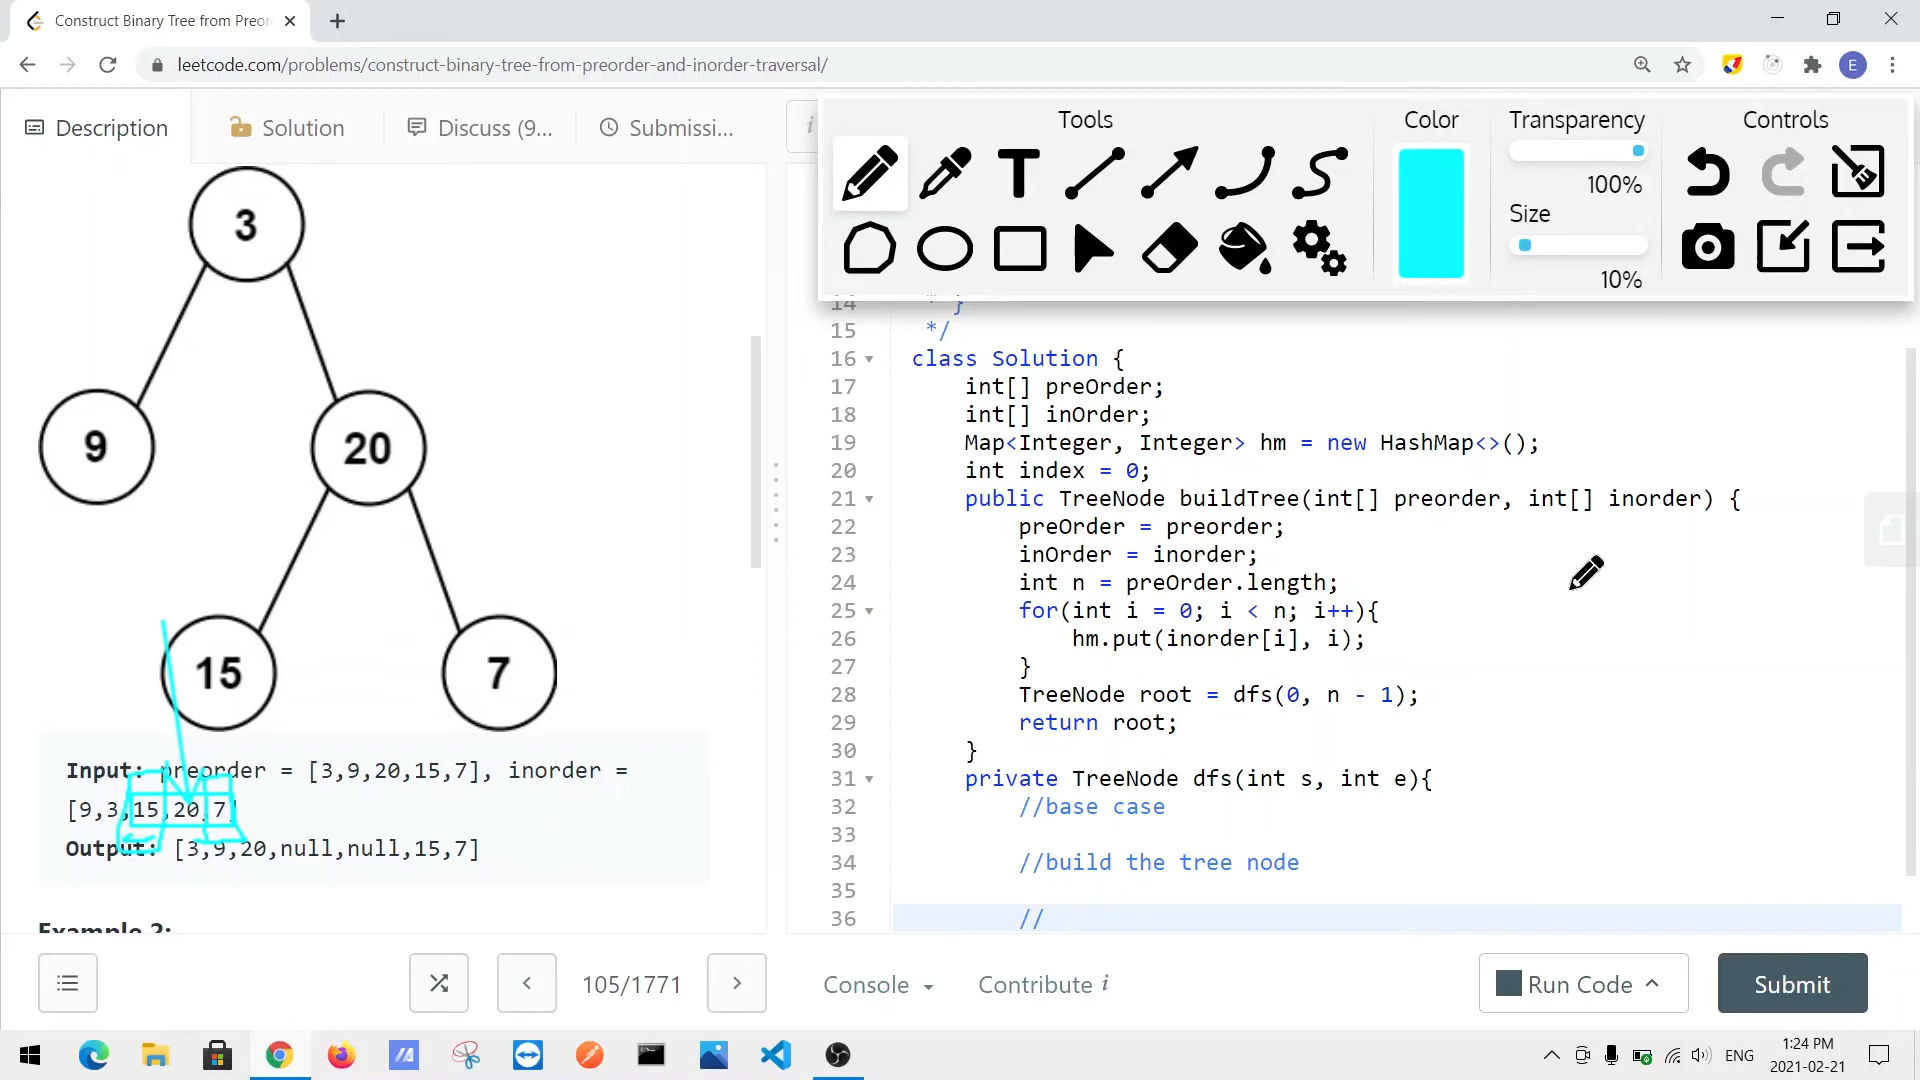 Construct Binary Tree from Preor
leetcode.com/problems/construct-binary-tree-from-preorder-and-inorder-traversal/
E
Description
Solution
Discuss (9...
Submissi...
i
Tools
Color
Transparency
Controls
100%
Size
10%
T
3
9
20
15
7
Input: preorder = [3,9,20,15,7], inorder =
[9,3,15,20,7]
Output: [3,9,20,null,null,15,7]
Example 2:
14 * }
15 */
16 class Solution {
17 int[] preOrder;
18 int[] inOrder;
19 Map<Integer, Integer> hm = new HashMap<>();
20 int index = 0;
21 public TreeNode buildTree(int[] preorder, int[] inorder) {
22 preOrder = preorder;
23 inOrder = inorder;
24 int n = preOrder.length;
25 for(int i = 0; i < n; i++){
26 hm.put(inorder[i], i);
27 }
28 TreeNode root = dfs(0, n - 1);
29 return root;
30 }
31 private TreeNode dfs(int s, int e){
32 //base case
33
34 //build the tree node
35
36 //
105/1771
Console
Contribute i
Run Code
Submit
ENG
1:24 PM
2021-02-21